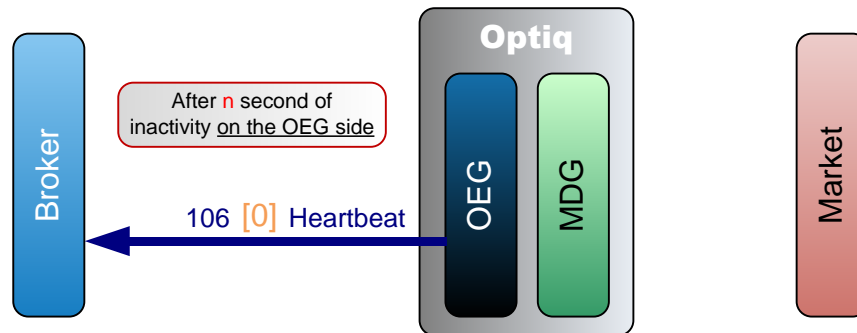 Optiq
After n second of
inactivity on the OEG side
Broker
106 [0] Heartbeat
OEG
MDG
Market